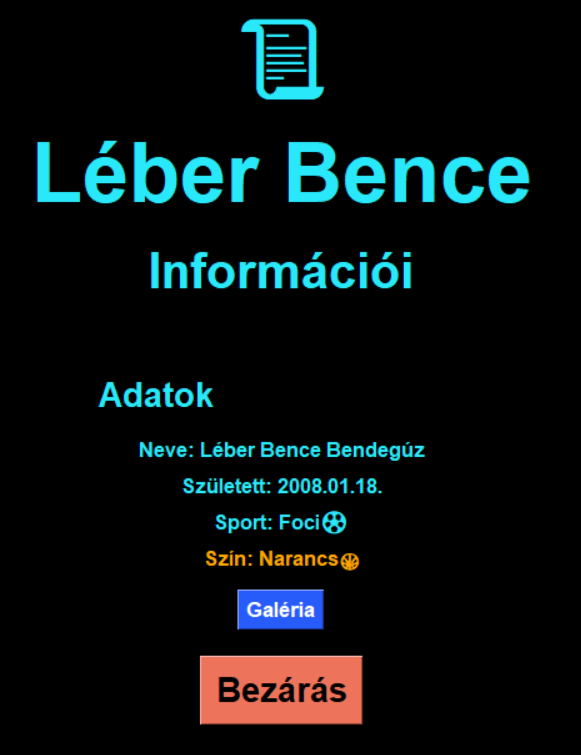 Léber Bence
Információi
Adatok
Neve: Léber Bence Bendegúz
Született: 2008.01.18.
Sport: Foci
Szín: Narancs
Galéria
Bezárás